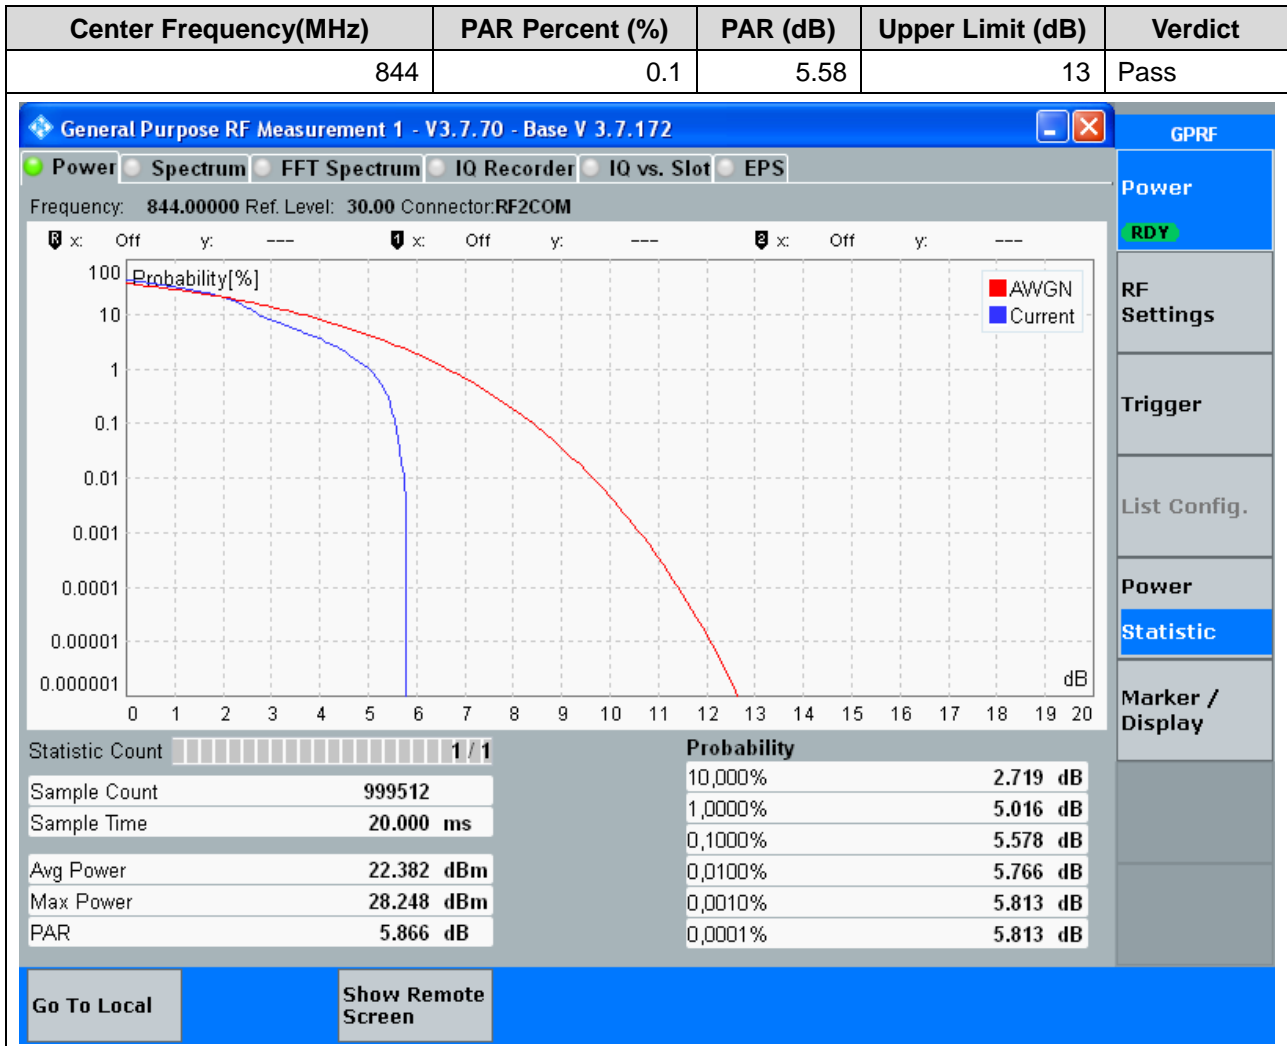 Center Frequency(MHz) PAR Percent (%) PAR (dB) Upper Limit (dB) Verdict
844 0.1 5.58 13 Pass
General Purpose RF Measurement 1 - V3.7.70 - Base V 3.7.172
GPRF
Power Spectrum FFT Spectrum IQ Recorder IQ vs. Slot EPS
Frequency: 844.00000 Ref. Level: 30.00 Connector:RF2COM
R x: Off y: --- 1 x: Off y: --- 2 x: Off y: ---
Probability[%]
AWGN
Current
100
10
1
0.1
0.01
0.001
0.0001
0.00001
0.000001
dB
0 1 2 3 4 5 6 7 8 9 10 11 12 13 14 15 16 17 18 19 20
Statistic Count 1 / 1
Sample Count 999512
Sample Time 20.000 ms
Avg Power 22.382 dBm
Max Power 28.248 dBm
PAR 5.866 dB
Probability
10,000% 2.719 dB
1,0000% 5.016 dB
0,1000% 5.578 dB
0,0100% 5.766 dB
0,0010% 5.813 dB
0,0001% 5.813 dB
Power
RDY
RF
Settings
Trigger
List Config.
Power
Statistic
Marker /
Display
Go To Local
Show Remote
Screen